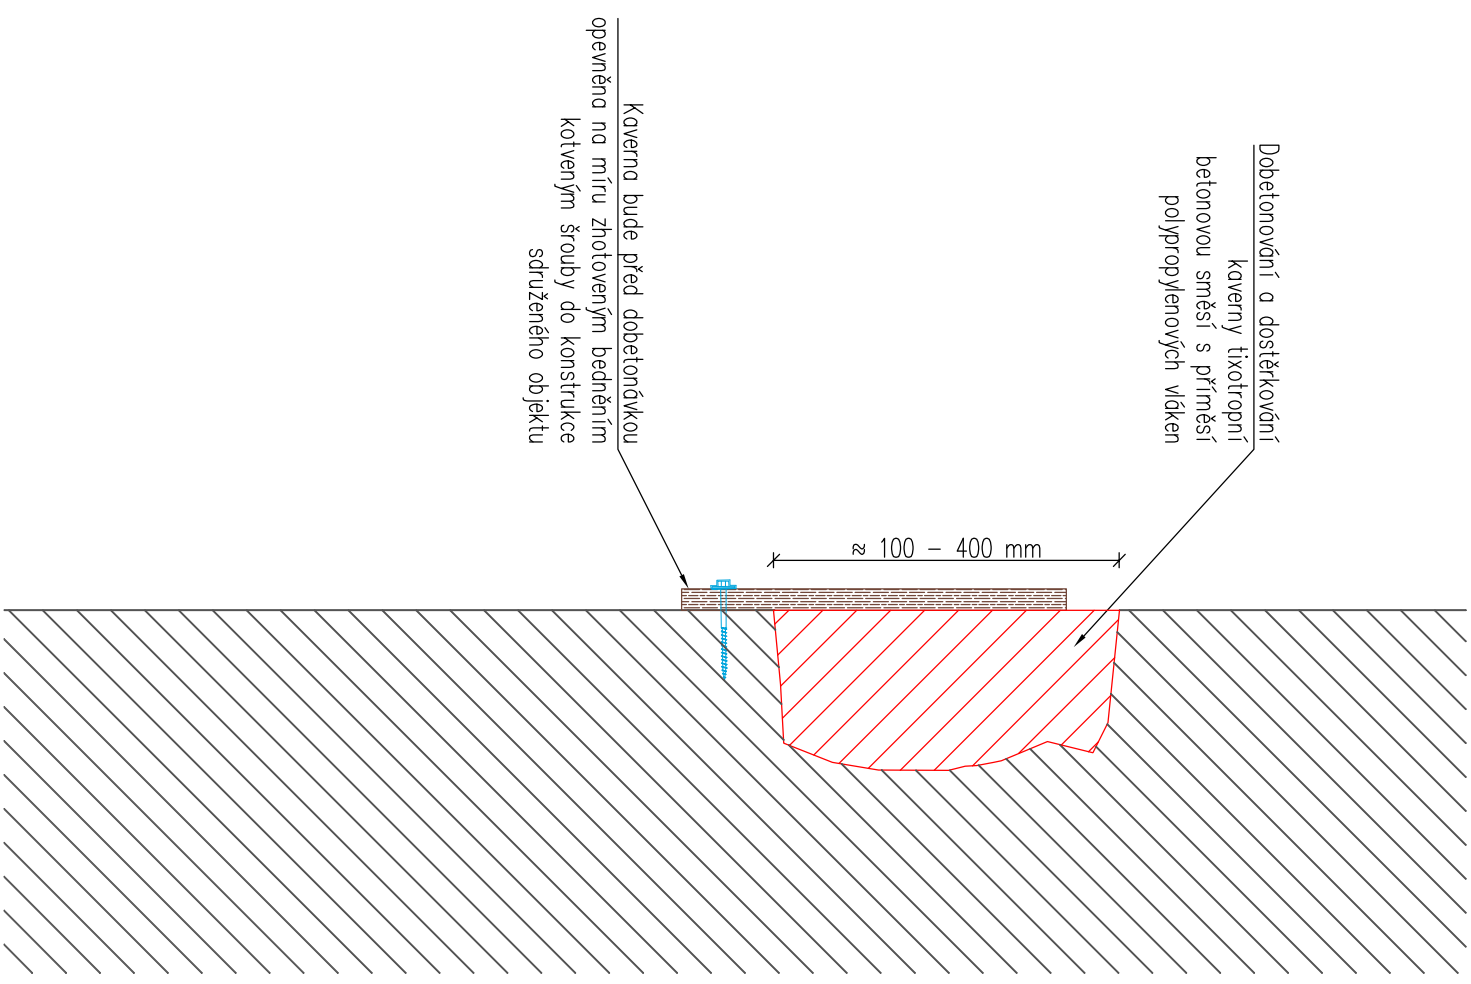 Dobetonování a dostěrkování
kaverny tixotropní
betonovou směsí s příměsí
polypropylenových vláken
Kaverna bude před dobetonávkou
opevněna na míru zhotoveným bedněním
kotveným šrouby do konstrukce
sdruženého objektu
≈ 100 – 400 mm